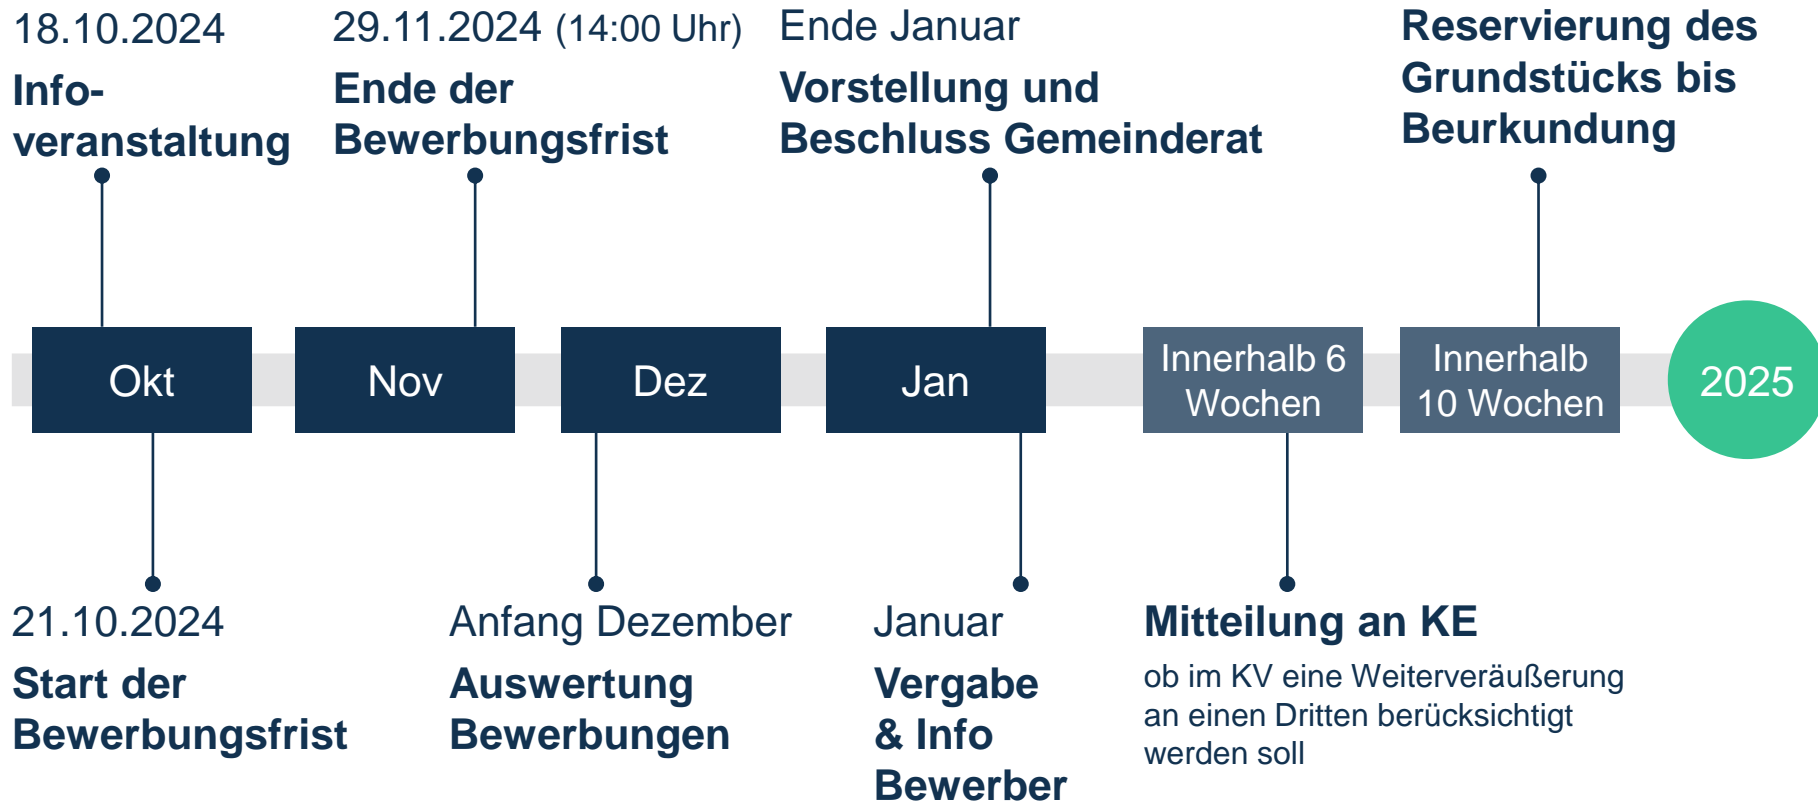 18.10.2024
Info-
veranstaltung
29.11.2024 (14:00 Uhr)
Ende der
Bewerbungsfrist
Ende Januar
Vorstellung und
Beschluss Gemeinderat
Reservierung des
Grundstücks bis
Beurkundung
Okt
Nov
Dez
Jan
Innerhalb 6
Wochen
Innerhalb
10 Wochen
2025
21.10.2024
Start der
Bewerbungsfrist
Anfang Dezember
Auswertung
Bewerbungen
Januar
Vergabe
& Info
Bewerber
Mitteilung an KE
ob im KV eine Weiterveräußerung
an einen Dritten berücksichtigt
werden soll